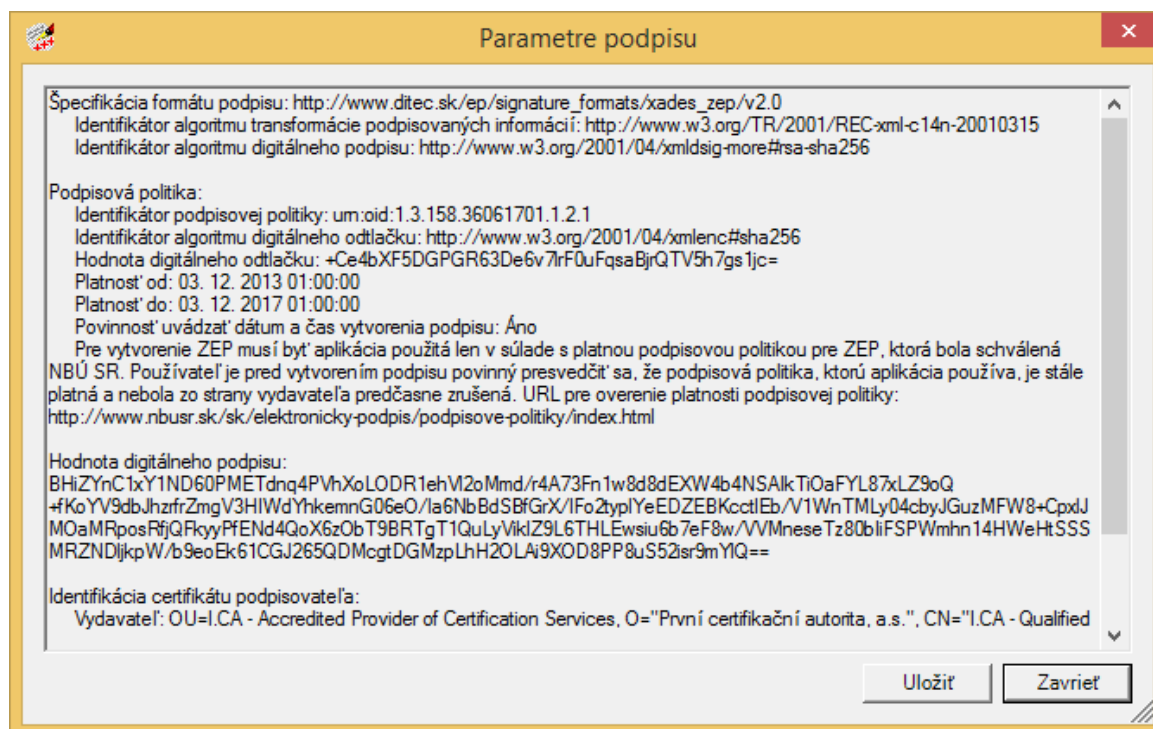 Parametre podpisu
Špecifikácia formátu podpisu: http://www.ditec.sk/ep/signature_formats/xades_zep/v2.0
Identifikátor algoritmu transformácie podpisovaných informácií: http://www.w3.org/TR/2001/REC-xml-c14n-20010315
Identifikátor algoritmu digitálneho podpisu: http://www.w3.org/2001/04/xmldsig-more#rsa-sha256
Podpisová politika:
Identifikátor podpisovej politiky: urn:oid:1.3.158.36061701.1.2.1
Identifikátor algoritmu digitálneho odtlačku: http://www.w3.org/2001/04/xmlenc#sha256
Hodnota digitálneho odtlačku: +Ce4bXF5DGPGR63De6v7IrF0uFqsaBjrQTV5h7gs1jc=
Platnosť od: 03. 12. 2013 01:00:00
Platnosť do: 03. 12. 2017 01:00:00
Povinnosť uvádzať dátum a čas vytvorenia podpisu: Áno
Pre vytvorenie ZEP musí byť aplikácia použitá len v súlade s platnou podpisovou politikou pre ZEP, ktorá bola schválená
NBÚ SR. Používateľ je pred vytvorením podpisu povinný presvedčiť sa, že podpisová politika, ktorú aplikácia používa, je stále
platná a nebola zo strany vydavateľa predčasne zrušená. URL pre overenie platnosti podpisovej politiky:
http://www.nbusr.sk/sk/elektronicky-podpis/podpisove-politiky/index.html
Hodnota digitálneho podpisu:
BHiZYnC1xY1ND60PMETdnq4PVhXoLODR1ehVI2oMmd/r4A73Fn1w8d8dEXW4b4NSAIkTiOaFYL87xLZ9oQ
+fKoYV9dbJhzrfrZmgV3HIWdYhkemnG06eO/Ia6NbBdSBfGrX/IFo2typIYeEDZEBKcctIEb/V1WnTMLy04cbyJGuzMFW8+CpxIJ
MOaMRposRfjQFkyyPfENd4QoX6zObT9BRTgT1QuLyVikIZ9L6THLEwsiu6b7eF8w/VVMneseTz80bIiFSPWmhn14HWeHtSSS
MRZNDIjkpW/b9eoEk61CGJ265QDMcgtDGMzpLhH2OLAi9XOD8PP8uS52isr9mYIQ==
Identifikácia certifikátu podpisovateľa:
Vydavateľ: OU=I.CA - Accredited Provider of Certification Services, O="První certifikační autorita, a.s.", CN="I.CA - Qualified
Uložiť
Zavrieť